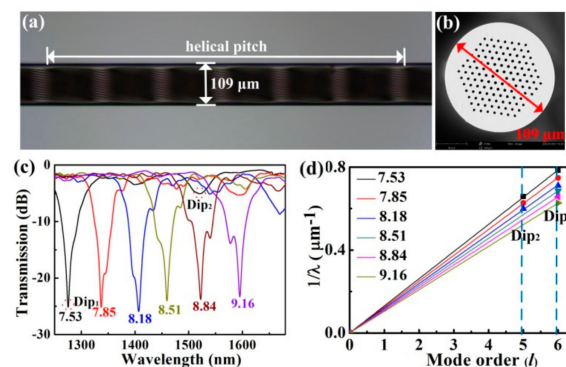 (a)
helical pitch
109 μm
(b)
109 μm
(c)
Transmission (dB)
0
-10
-20
-30
Dip₂
Dip₁
7.53
7.85
8.18
8.51
8.84
9.16
1300
1400
1500
1600
Wavelength (nm)
(d)
1/λ (μm⁻¹)
0.8
0.4
0.0
7.53
7.85
8.18
8.51
8.84
9.16
Dip₂
Dip
0
1
2
3
4
5
6
Mode order (l)